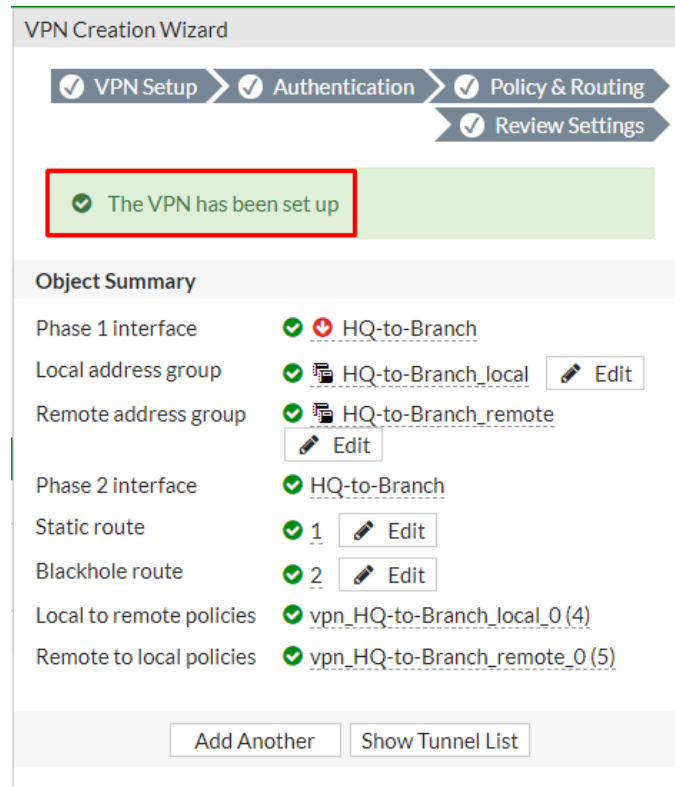 VPN Creation Wizard
VPN Setup Authentication Policy & Routing
Review Settings
The VPN has been set up
Object Summary
Phase 1 interface HQ-to-Branch
Local address group HQ-to-Branch_local Edit
Remote address group HQ-to-Branch_remote
Edit
Phase 2 interface HQ-to-Branch
Static route 1 Edit
Blackhole route 2 Edit
Local to remote policies vpn_HQ-to-Branch_local_0 (4)
Remote to local policies vpn_HQ-to-Branch_remote_0 (5)
Add Another Show Tunnel List